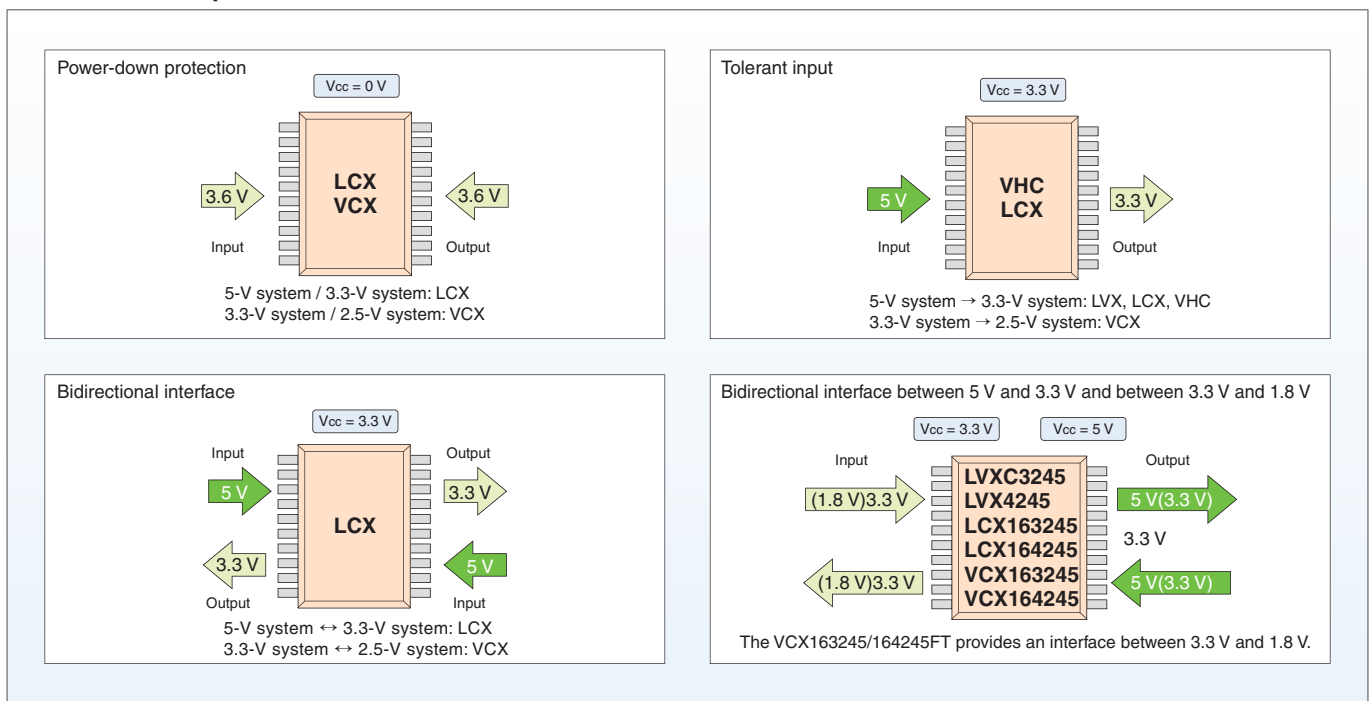 Power-down protection
Vcc = 0 V
LCX
VCX
3.6 V
3.6 V
Input
Output
5-V system / 3.3-V system: LCX
3.3-V system / 2.5-V system: VCX
Tolerant input
Vcc = 3.3 V
VHC
LCX
5 V
3.3 V
Input
Output
5-V system → 3.3-V system: LVX, LCX, VHC
3.3-V system → 2.5-V system: VCX
Bidirectional interface
Vcc = 3.3 V
Input
Output
5 V
3.3 V
LCX
3.3 V
5 V
Output
Input
5-V system ↔ 3.3-V system: LCX
3.3-V system ↔ 2.5-V system: VCX
Bidirectional interface between 5 V and 3.3 V and between 3.3 V and 1.8 V
Vcc = 3.3 V
Vcc = 5 V
Input
Output
(1.8 V)3.3 V
LVXC3245
LVX4245
LCX163245
LCX164245
VCX163245
VCX164245
5 V(3.3 V)
3.3 V
(1.8 V)3.3 V
5 V(3.3 V)
The VCX163245/164245FT provides an interface between 3.3 V and 1.8 V.